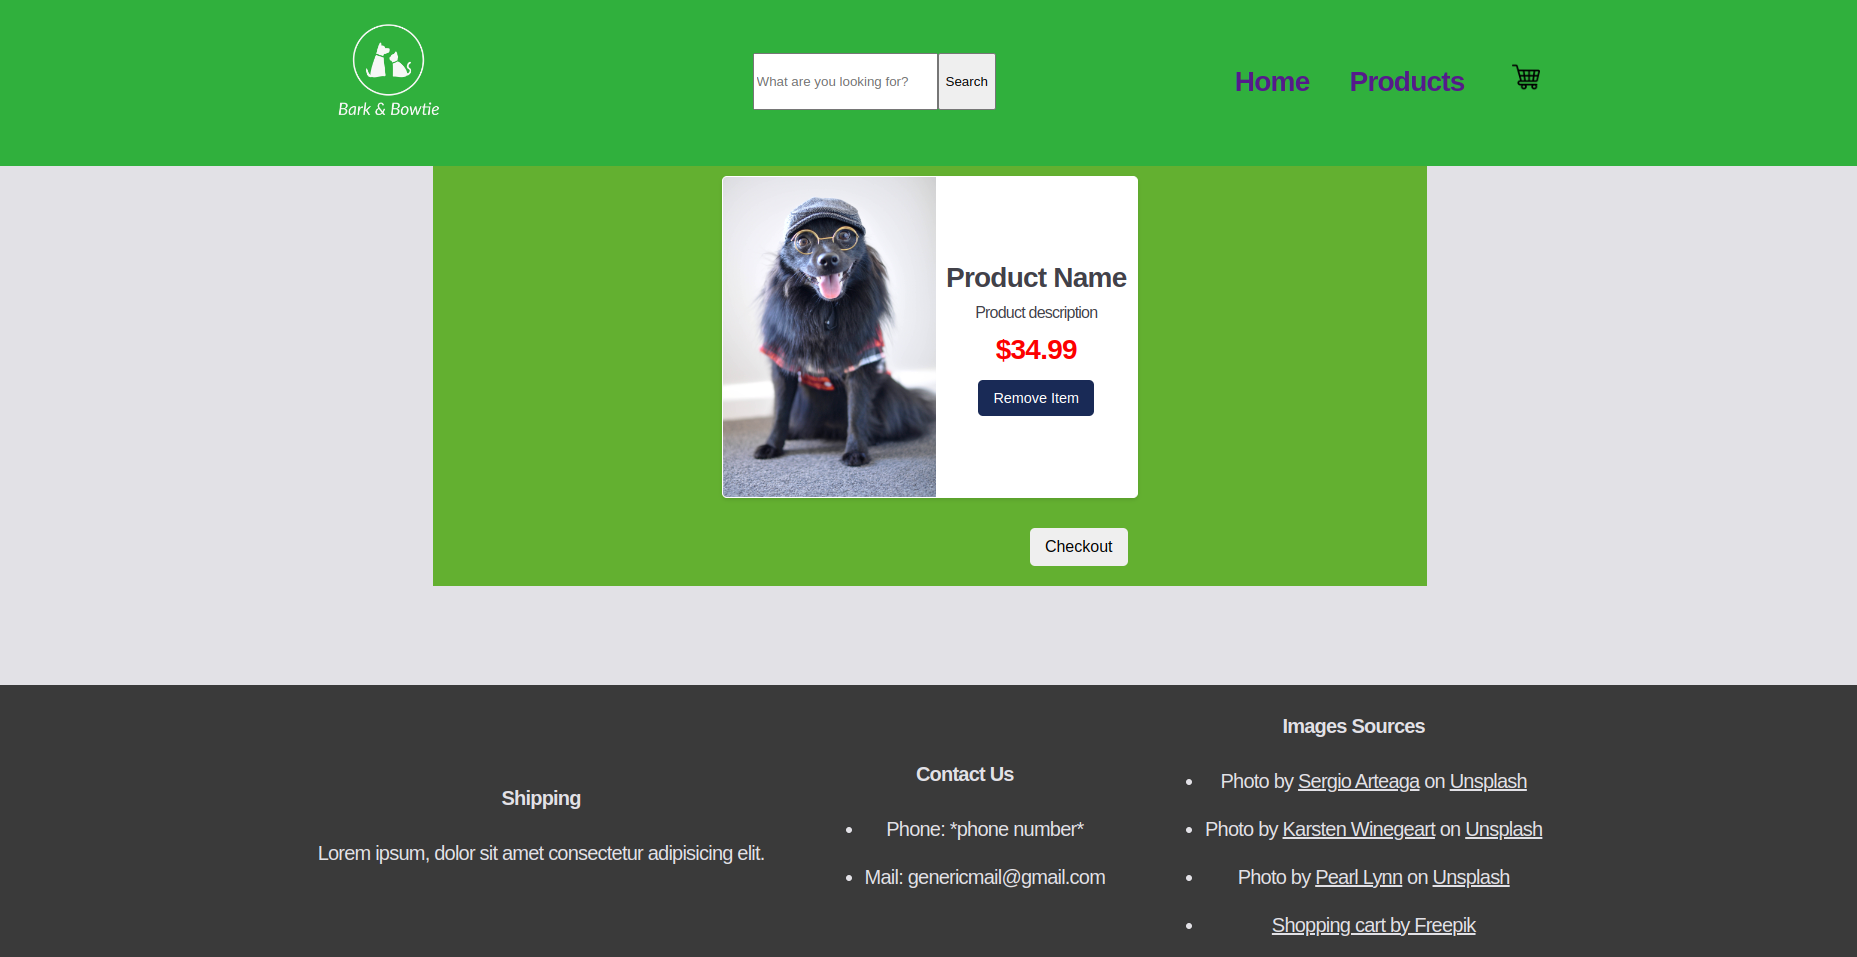 Bark & Bowtie
What are you looking for?
Search
Home
Products
Product Name
Product description
$34.99
Remove Item
Checkout
Shipping
Lorem ipsum, dolor sit amet consectetur adipisicing elit.
Contact Us
Phone: *phone number*
Mail: genericmail@gmail.com
Images Sources
Photo by Sergio Arteaga on Unsplash
Photo by Karsten Winegeart on Unsplash
Photo by Pearl Lynn on Unsplash
Shopping cart by Freepik